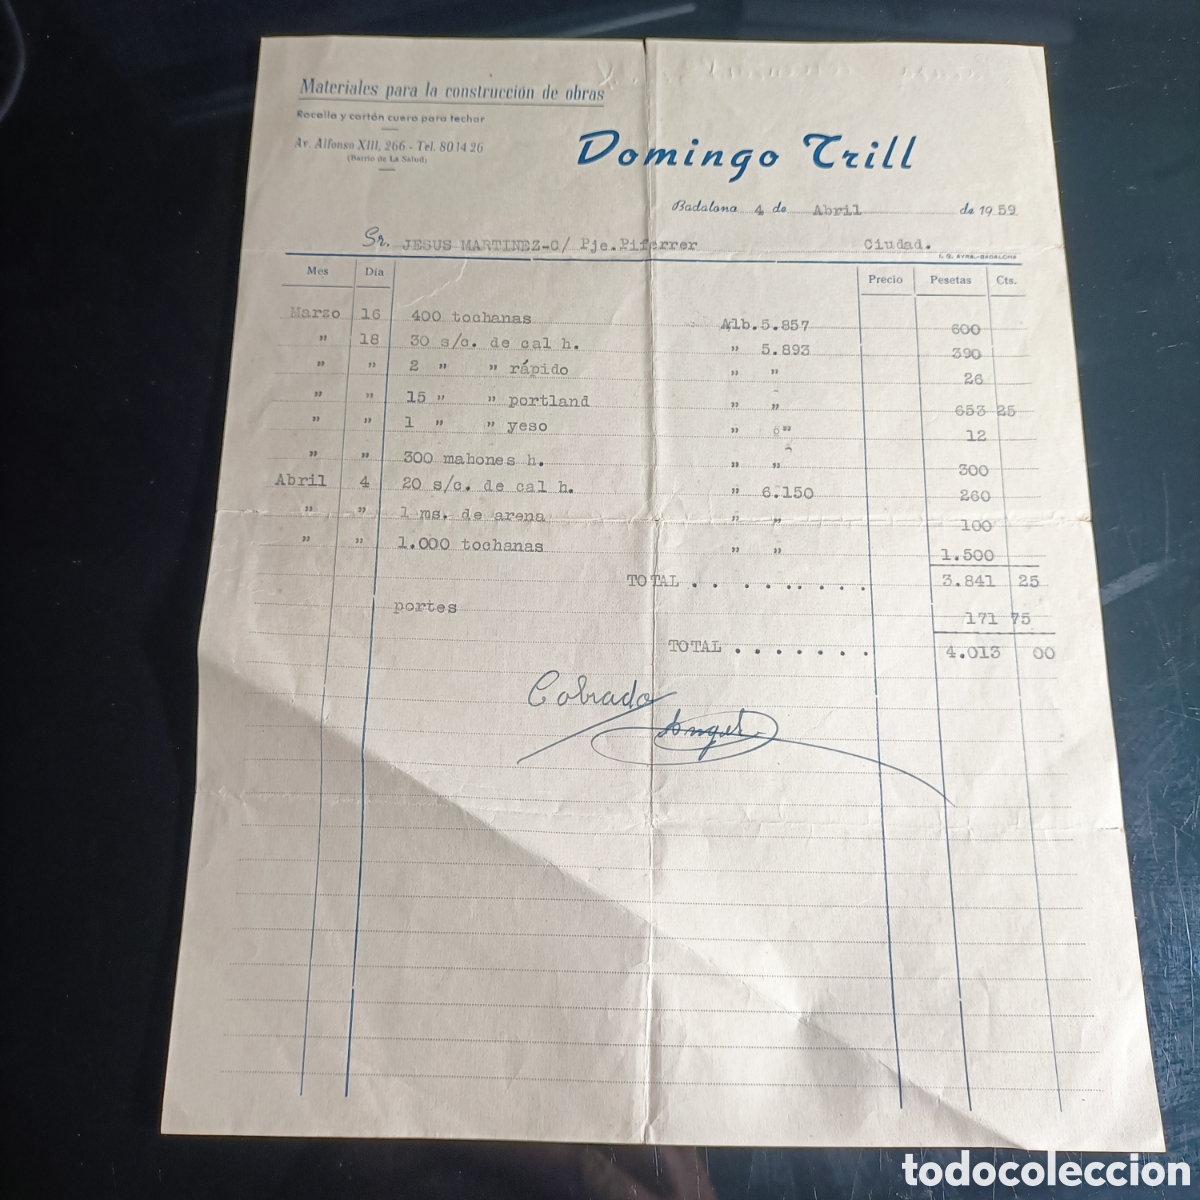 Materiales para la construcción de obras
Rocalla y cartón cuero para techar
Av. Alfonso XIII, 266 - Tel. 80 14 26
(Barrio de La Salud)
Domingo Trill
Badalona 4 de Abril de 1959.
Sr. JESUS MARTINEZ-C/ Pje. Piferrer Ciudad.
I. G. AYMA.-BADALONA
Mes Día Precio Pesetas Cts.
Marzo 16 400 tochanas Alb. 5.857 600
" 18 30 s/c. de cal h. " 5.893 390
" " 2 " " rápido " " 26
" " 15 " " portland " " 653 25
" " 1 " " yeso " " 12
" " 300 mahones h. " " 300
Abril 4 20 s/c. de cal h. " 6.150 260
" " 1 ms. de arena " " 100
" " 1.000 tochanas " " 1.500
TOTAL . . . . . . . . 3.841 25
portes 171 75
TOTAL . . . . . . . 4.013 00
Cobrado
todocoleccion